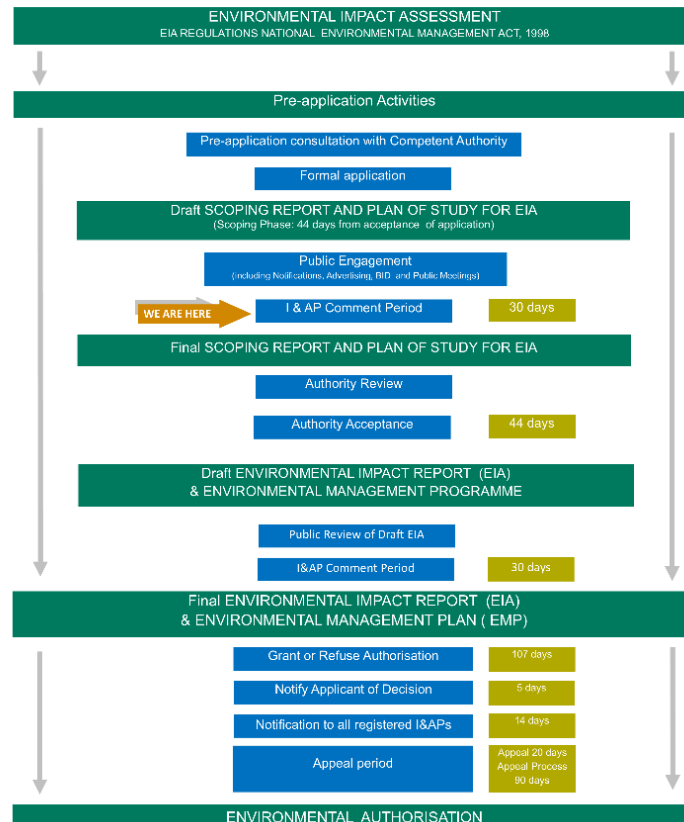 ENVIRONMENTAL IMPACT ASSESSMENT
EIA REGULATIONS NATIONAL ENVIRONMENTAL MANAGEMENT ACT, 1998
Pre-application Activities
Pre-application consultation with Competent Authority
Formal application
Draft SCOPING REPORT AND PLAN OF STUDY FOR EIA
(Scoping Phase: 44 days from acceptance of application)
Public Engagement
(including Notifications, Advertising, BID and Public Meetings)
WE ARE HERE
I & AP Comment Period
30 days
Final SCOPING REPORT AND PLAN OF STUDY FOR EIA
Authority Review
Authority Acceptance
44 days
Draft ENVIRONMENTAL IMPACT REPORT (EIA)
& ENVIRONMENTAL MANAGEMENT PROGRAMME
Public Review of Draft EIA
I&AP Comment Period
30 days
Final ENVIRONMENTAL IMPACT REPORT (EIA)
& ENVIRONMENTAL MANAGEMENT PLAN ( EMP)
Grant or Refuse Authorisation
107 days
Notify Applicant of Decision
5 days
Notification to all registered I&APs
14 days
Appeal period
Appeal 20 days
Appeal Process
90 days
ENVIRONMENTAL AUTHORISATION